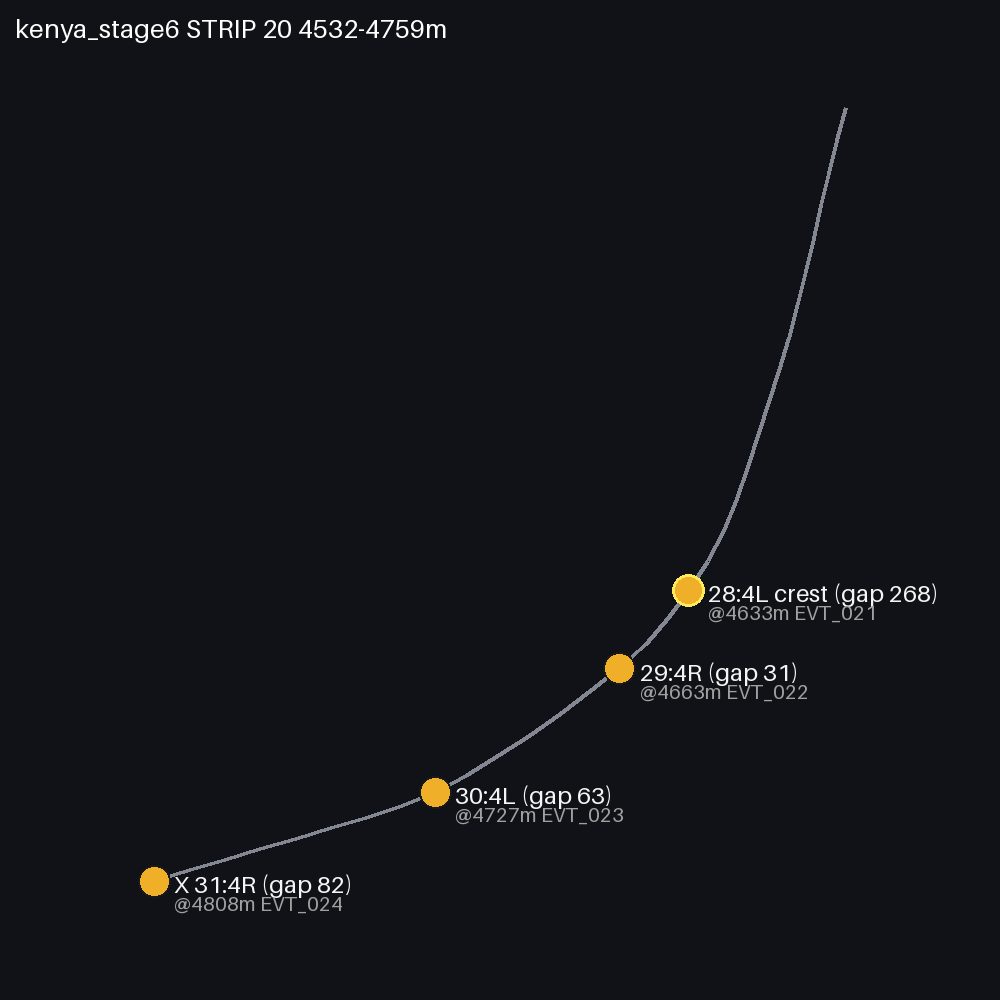 kenya_stage6 STRIP 20 4532-4759m
28:4L crest (gap 268)
@4633m EVT_021
29:4R (gap 31)
@4663m EVT_022
30:4L (gap 63)
@4727m EVT_023
X 31:4R (gap 82)
@4808m EVT_024